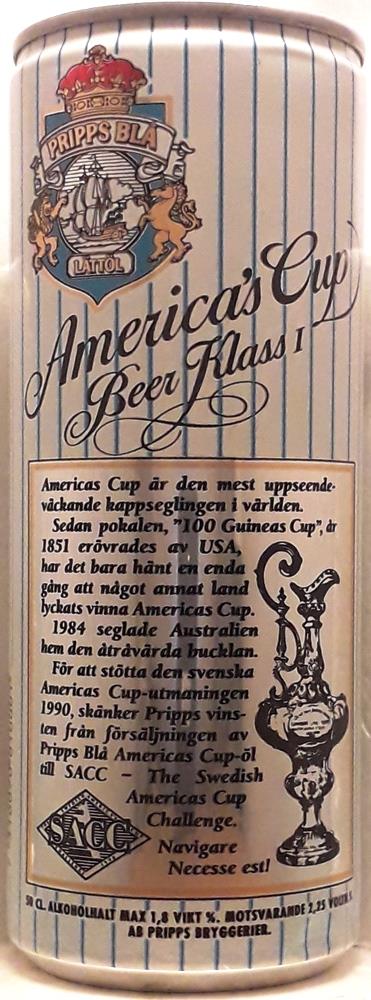 PRIPPS BLÅ
LÄTTÖL
America's Cup
Beer Klass I
Americas Cup är den mest uppseende-
väckande kappseglingen i världen.
Sedan pokalen, "100 Guineas Cup", år
1851 erövrades av USA,
har det bara hänt en enda
gång att något annat land
lyckats vinna Americas Cup.
1984 seglade Australien
hem den åtråvärda bucklan.
För att stötta den svenska
Americas Cup-utmaningen
1990, skänker Pripps vins-
ten från försäljningen av
Pripps Blå Americas Cup-öl
till SACC – The Swedish
Americas Cup
Challenge.
SACC
Navigare
Necesse est!
50 CL. ALKOHOLHALT MAX 1,8 VIKT %. MOTSVARANDE 2,25 VOLYM %.
AB PRIPPS BRYGGERIER.